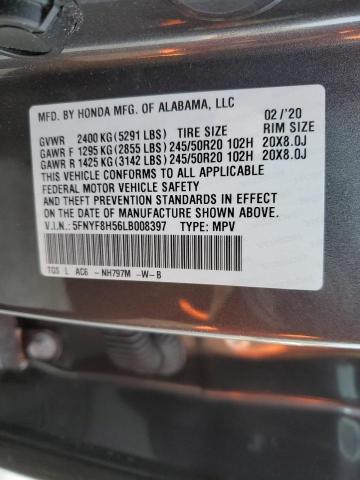 MFD. BY HONDA MFG. OF ALABAMA, LLC 02/'20
GVWR 2400 KG (5291 LBS) TIRE SIZE RIM SIZE
GAWR F 1295 KG (2855 LBS) 245/50R20 102H 20X8.0J
GAWR R 1425 KG (3142 LBS) 245/50R20 102H 20X8.0J
THIS VEHICLE CONFORMS TO ALL APPLICABLE
FEDERAL MOTOR VEHICLE SAFETY
AND THEFT PREVENTION STANDARDS IN EFFECT ON
THE DATE OF MANUFACTURE SHOWN ABOVE.
V.I.N.: 5FNYF8H56LB008397 TYPE: MPV
TGS L AC6 -NH797M -W-B